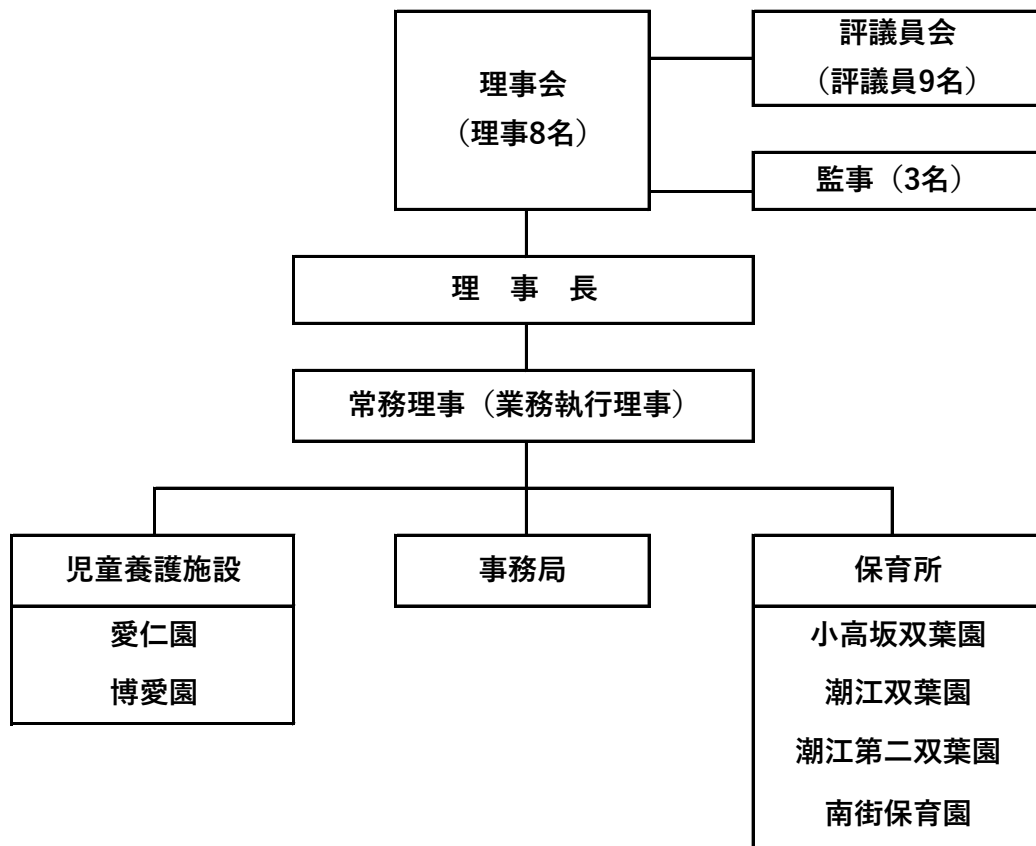 理事会
（理事8名）
評議員会
（評議員9名）
監事（3名）
理　事　長
常務理事（業務執行理事）
児童養護施設
愛仁園
博愛園
事務局
保育所
小高坂双葉園
潮江双葉園
潮江第二双葉園
南街保育園